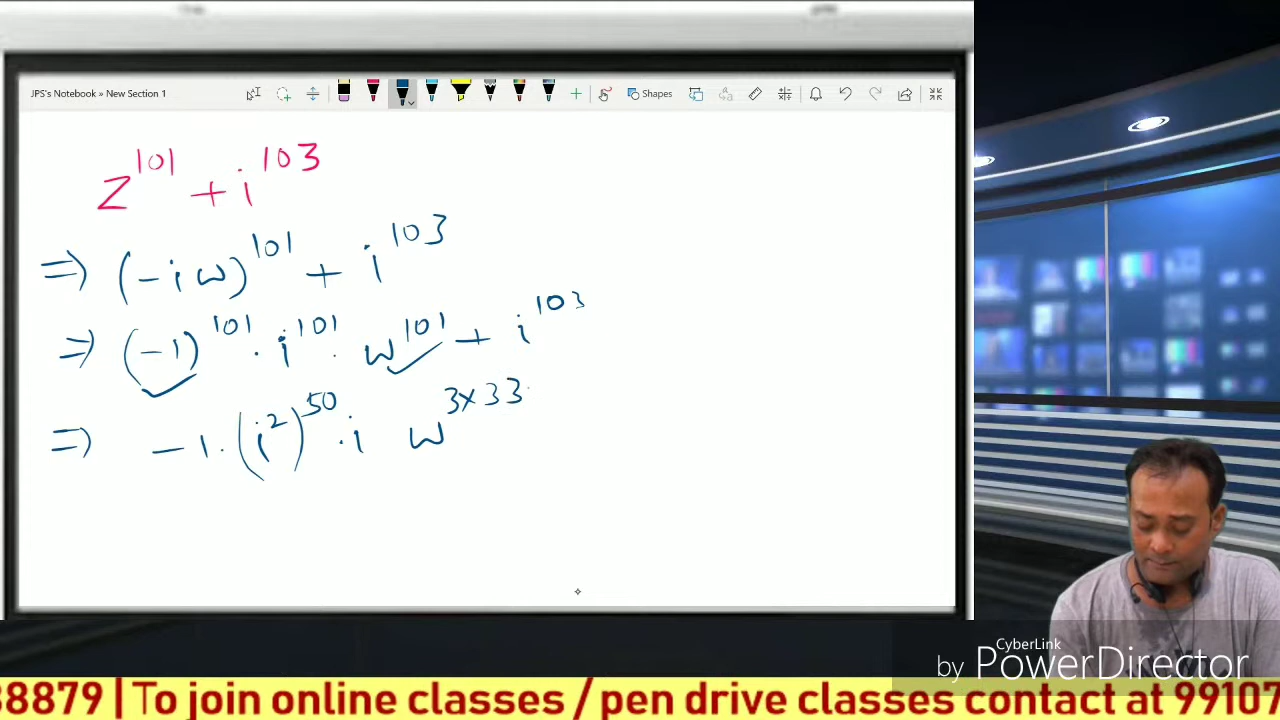 JPS's Notebook » New Section 1
Shapes
z^101 + i^103
⇒ (-iω)^101 + i^103
⇒ (-1)^101 . i^101 . ω^101 + i^103
⇒ -1 . (i^2)^50 . i ω^3×33
CyberLink
by PowerDirector
38879 | To join online classes / pen drive classes contact at 99107